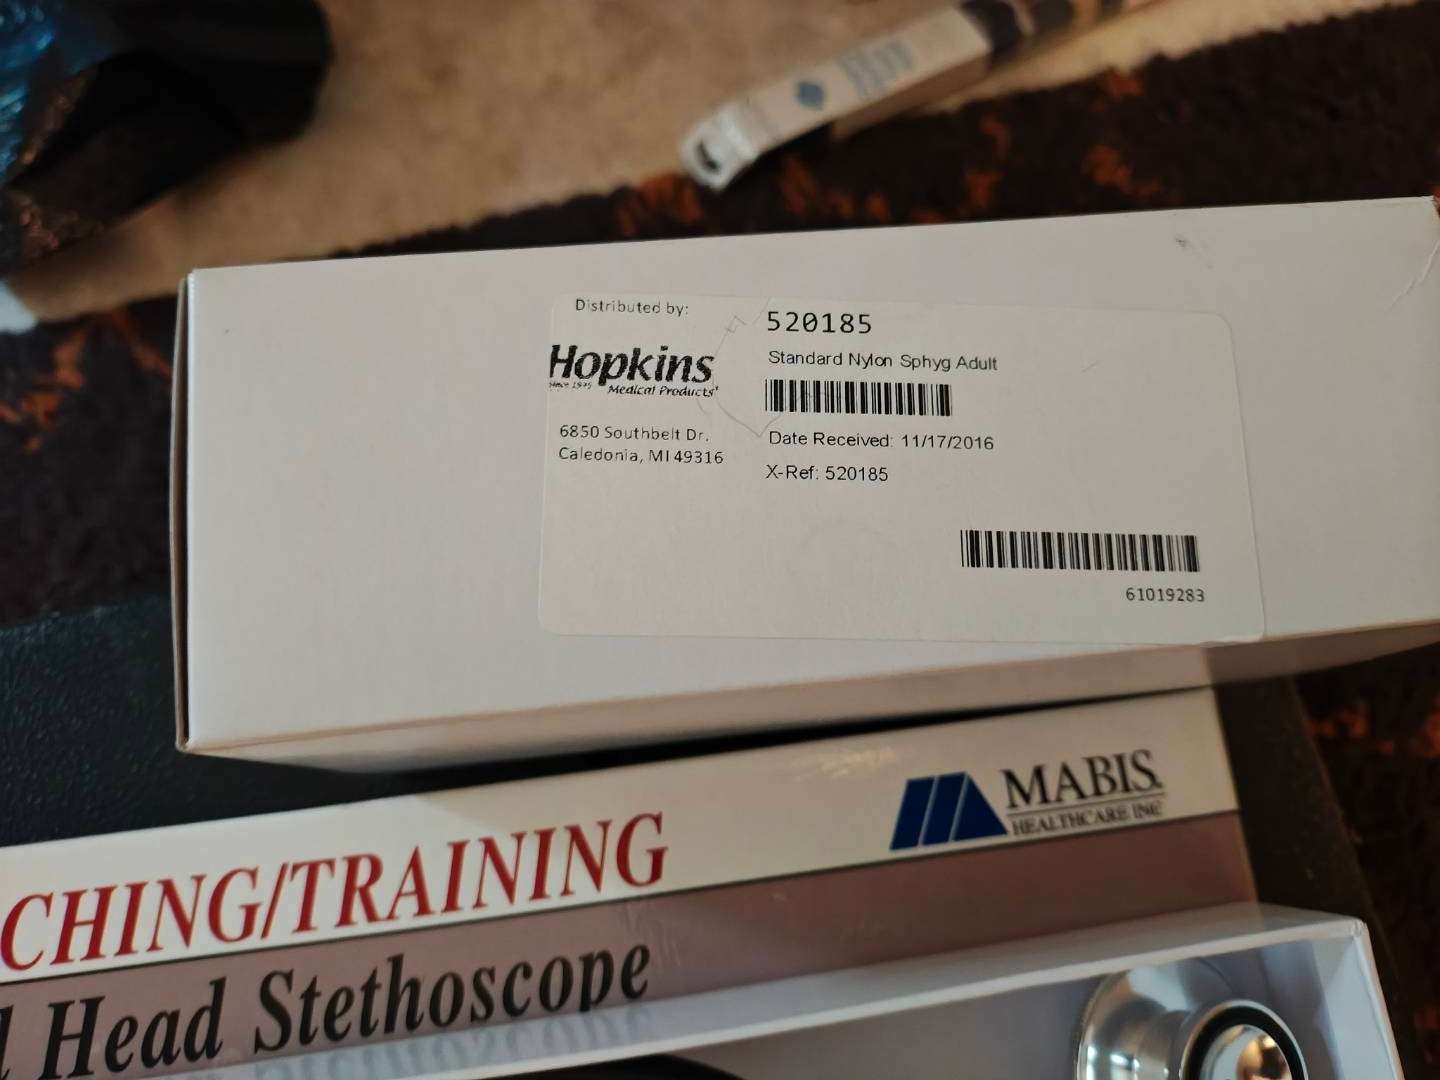 Distributed by:
Hopkins
Since 1945
Medical Products
6850 Southbelt Dr.
Caledonia, MI 49316
520185
Standard Nylon Sphyg Adult
Date Received: 11/17/2016
X-Ref: 520185
61019283
MABIS
HEALTHCARE INC
CHING/TRAINING
Head Stethoscope